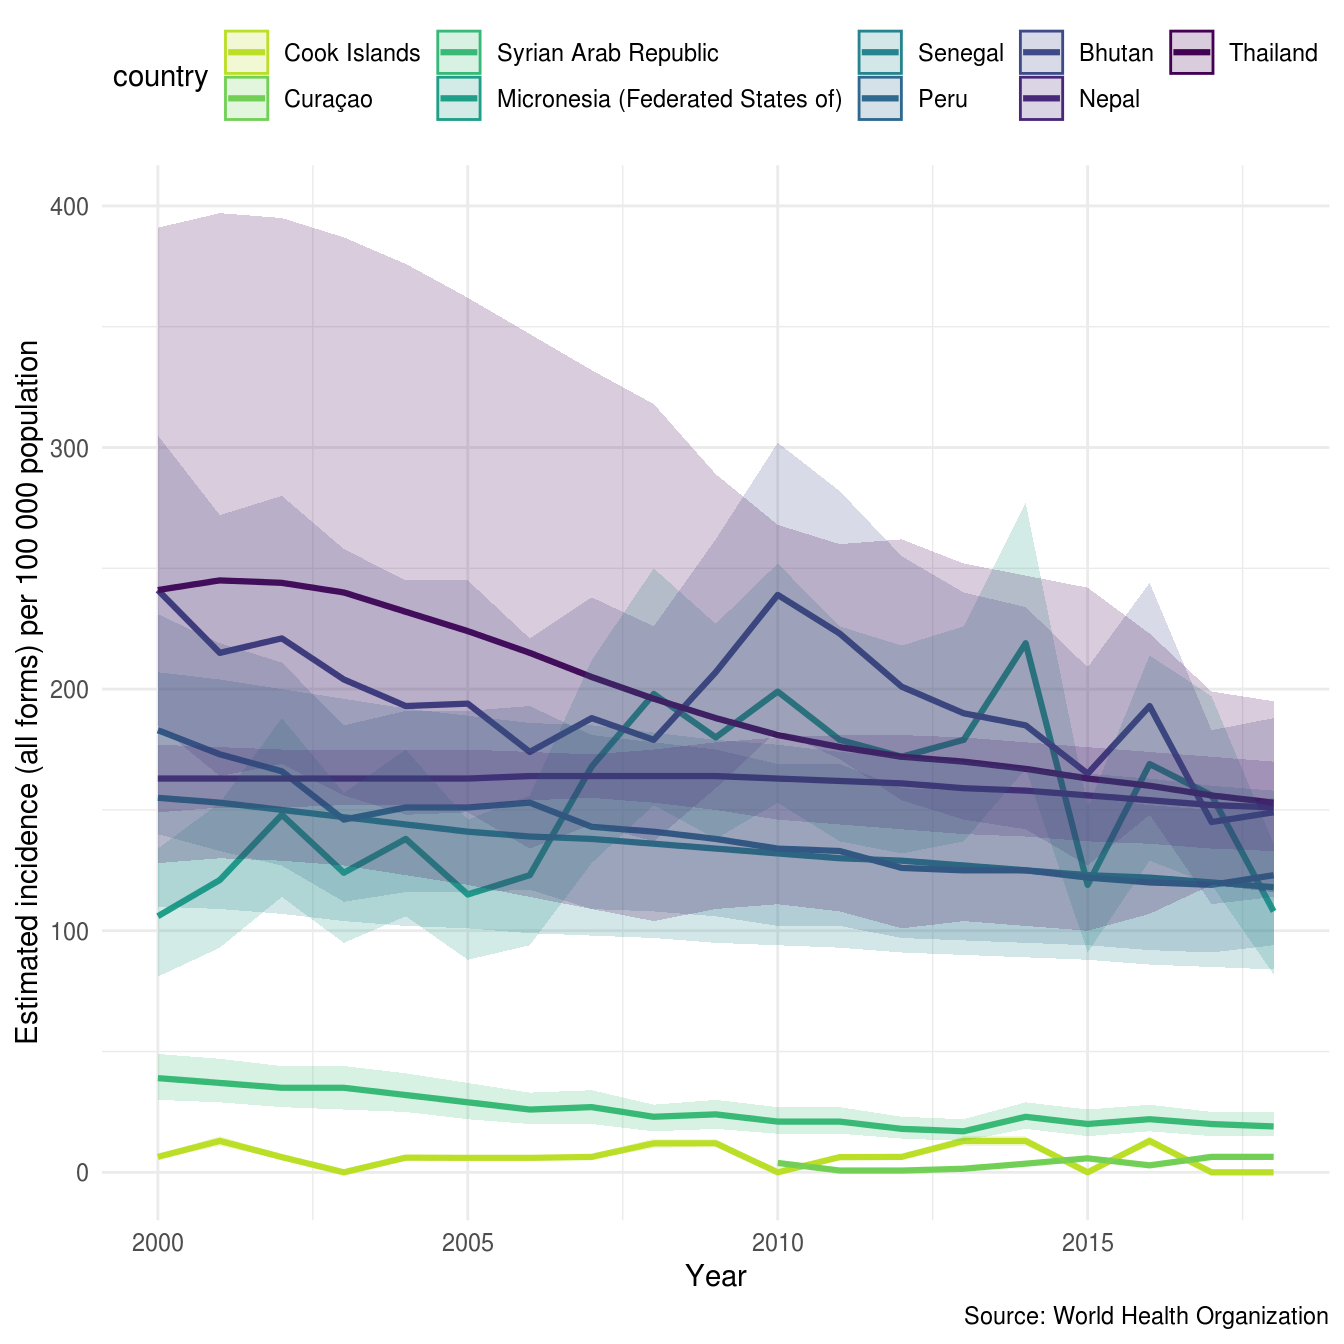 country
Cook Islands
Curaçao
Syrian Arab Republic
Micronesia (Federated States of)
Senegal
Peru
Bhutan
Nepal
Thailand
Estimated incidence (all forms) per 100 000 population
400
300
200
100
0
2000
2005
2010
2015
Year
Source: World Health Organization